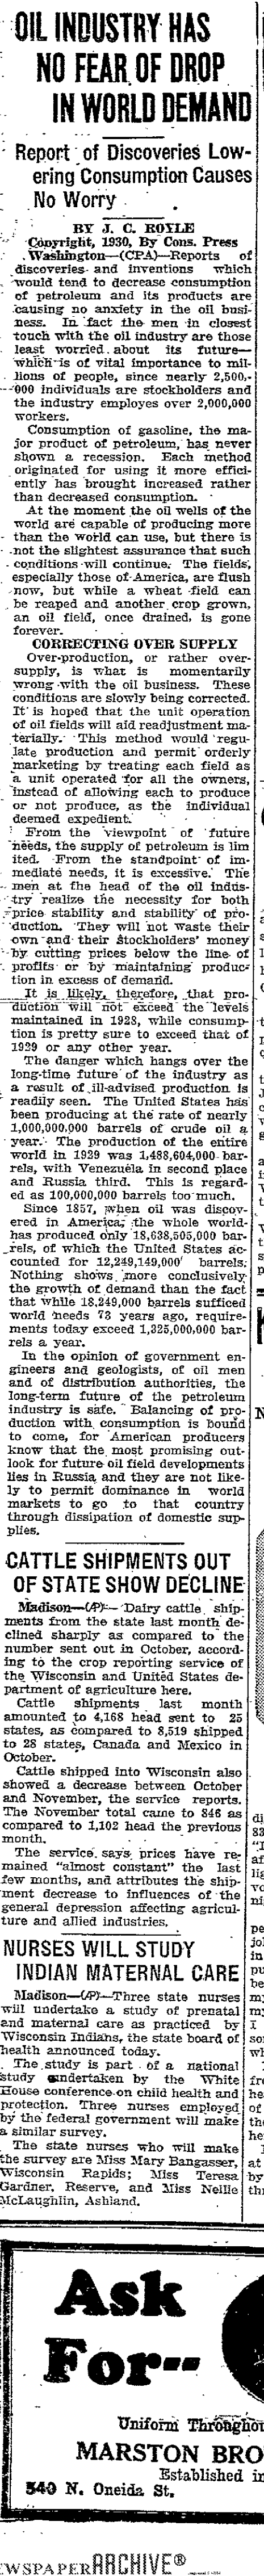 OIL INDUSTRY HAS
NO FEAR OF DROP
IN WORLD DEMAND
Report of Discoveries Low-
ering Consumption Causes
No Worry
BY J. C. ROYLE
Copyright, 1930, By Cons. Press
Washington—(CPA)—Reports of
discoveries and inventions which
would tend to decrease consumption
of petroleum and its products are
causing no anxiety in the oil busi-
ness. In fact the men in closest
touch with the oil industry are those
least worried about its future—
which is of vital importance to mil-
lions of people, since nearly 2,500,-
000 individuals are stockholders and
the industry employes over 2,000,000
workers.
Consumption of gasoline, the ma-
jor product of petroleum, has never
shown a recession. Each method
originated for using it more effici-
ently has brought increased rather
than decreased consumption.
At the moment the oil wells of the
world are capable of producing more
than the world can use, but there is
not the slightest assurance that such
conditions will continue. The fields,
especially those of America, are flush
now, but while a wheat field can
be reaped and another crop grown,
an oil field, once drained, is gone
forever.
CORRECTING OVER SUPPLY
Over-production, or rather over-
supply, is what is momentarily
wrong with the oil business. These
conditions are slowly being corrected.
It is hoped that the unit operation
of oil fields will aid readjustment ma-
terially. This method would regu-
late production and permit orderly
marketing by treating each field as
a unit operated for all the owners,
instead of allowing each to produce
or not produce, as the individual
deemed expedient.
From the viewpoint of future
needs, the supply of petroleum is lim
ited. From the standpoint of im-
mediate needs, it is excessive. The
men at the head of the oil indus-
try realize the necessity for both
price stability and stability of pro-
duction. They will not waste their
own and their stockholders' money
by cutting prices below the line of
profits or by maintaining produc-
tion in excess of demand.
It is likely, therefore, that pro-
duction will not exceed the levels
maintained in 1928, while consump-
tion is pretty sure to exceed that of
1929 or any other year.
The danger which hangs over the
long-time future of the industry as
a result of ill-advised production is
readily seen. The United States has
been producing at the rate of nearly
1,000,000,000 barrels of crude oil a
year. The production of the entire
world in 1929 was 1,488,604,000 bar-
rels, with Venezuela in second place
and Russia third. This is regard-
ed as 100,000,000 barrels too much.
Since 1857, when oil was discov-
ered in America, the whole world
has produced only 18,638,505,000 bar-
rels, of which the United States ac-
counted for 12,249,149,000 barrels.
Nothing shows more conclusively
the growth of demand than the fact
that while 18,249,000 barrels sufficed
world needs 73 years ago, require-
ments today exceed 1,325,000,000 bar-
rels a year.
In the opinion of government en-
gineers and geologists, of oil men
and of distribution authorities, the
long-term future of the petroleum
industry is safe. Balancing of pro-
duction with consumption is bound
to come, for American producers
know that the most promising out-
look for future oil field developments
lies in Russia and they are not like-
ly to permit dominance in world
markets to go to that country
through dissipation of domestic sup-
plies.
CATTLE SHIPMENTS OUT
OF STATE SHOW DECLINE
Madison—(AP)—Dairy cattle ship-
ments from the state last month de-
clined sharply as compared to the
number sent out in October, accord-
ing to the crop reporting service of
the Wisconsin and United States de-
partment of agriculture here.
Cattle shipments last month
amounted to 4,168 head sent to 25
states, as compared to 8,519 shipped
to 28 states, Canada and Mexico in
October.
Cattle shipped into Wisconsin also
showed a decrease between October
and November, the service reports.
The November total came to 846 as
compared to 1,102 head the previous
month.
The service says prices have re-
mained "almost constant" the last
few months, and attributes the ship-
ment decrease to influences of the
general depression affecting agricul-
ture and allied industries.
NURSES WILL STUDY
INDIAN MATERNAL CARE
Madison—(AP)—Three state nurses
will undertake a study of prenatal
and maternal care as practiced by
Wisconsin Indians, the state board of
health announced today.
The study is part of a national
study undertaken by the White
House conference on child health and
protection. Three nurses employed
by the federal government will make
a similar survey.
The state nurses who will make
the survey are Miss Mary Bangasser,
Wisconsin Rapids; Miss Teresa
Gardner, Reserve, and Miss Nellie
McLaughlin, Ashland.
Ask
For--
Uniform Throughou
MARSTON BRO
Established in
540 N. Oneida St.
EWSPAPERARCHIVE®